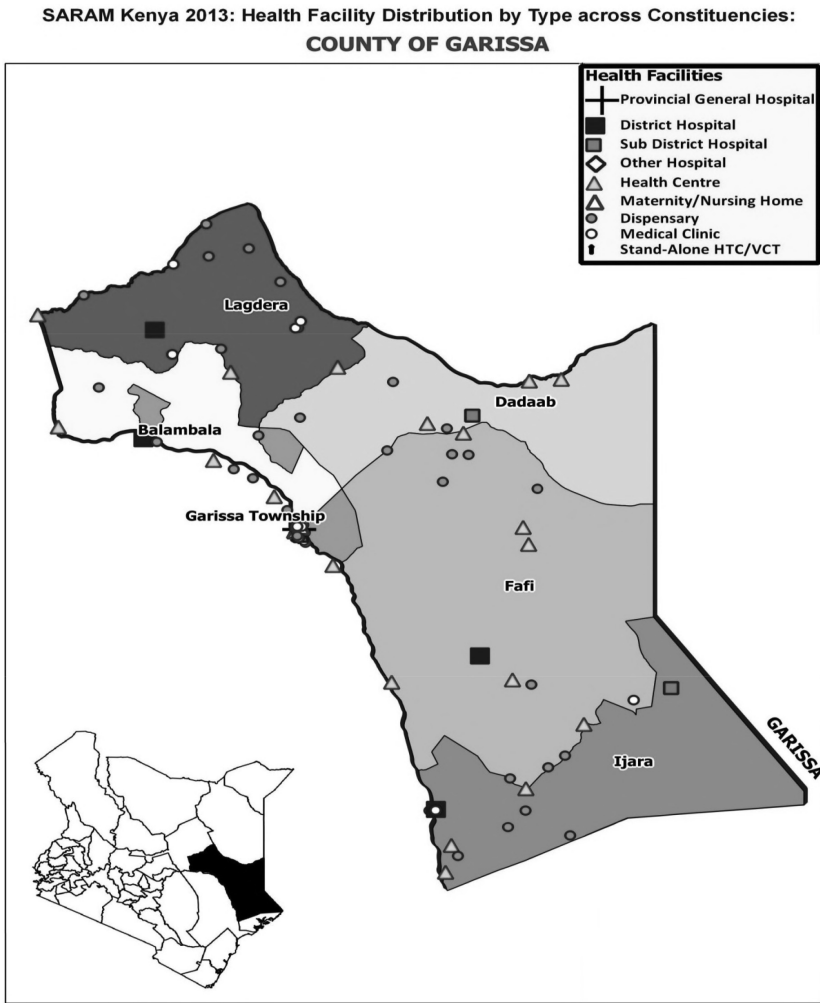 SARAM Kenya 2013: Health Facility Distribution by Type across Constituencies:
COUNTY OF GARISSA
Health Facilities
Provincial General Hospital
District Hospital
Sub District Hospital
Other Hospital
Health Centre
Maternity/Nursing Home
Dispensary
Medical Clinic
Stand-Alone HTC/VCT
Lagdera
Dadaab
Balambala
Garissa Township
Fafi
Ijara
GARISSA